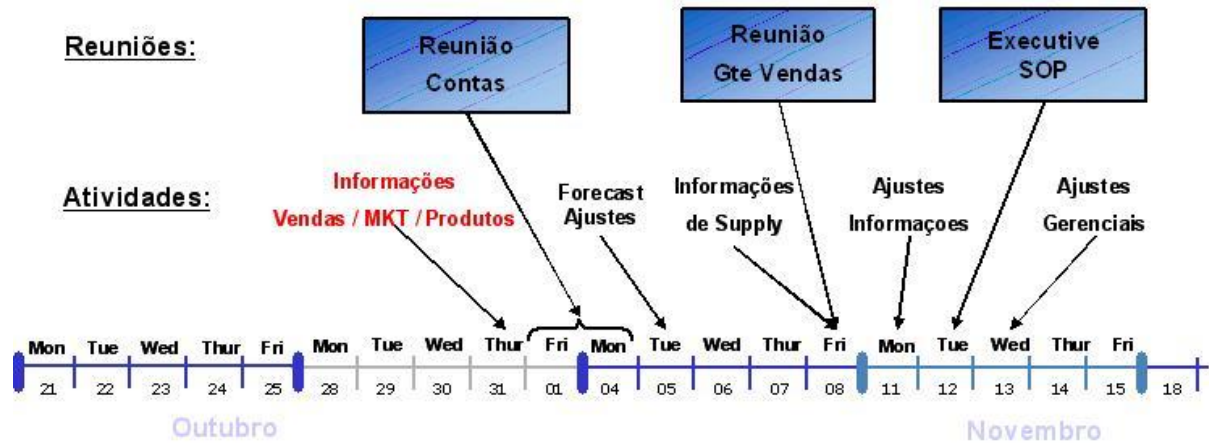 Reuniões:
Reunião
Contas
Reunião
Gte Vendas
Executive
SOP
Atividades:
Informações
Vendas / MKT / Produtos
Forecast
Ajustes
Informações
de Supply
Ajustes
Informaçoes
Ajustes
Gerenciais
Mon Tue Wed Thur Fri Mon Tue Wed Thur Fri Mon Tue Wed Thur Fri Mon Tue Wed Thur Fri
21 22 23 24 25 28 29 30 31 01 04 05 06 07 08 11 12 13 14 15 18
Outubro
Novembro